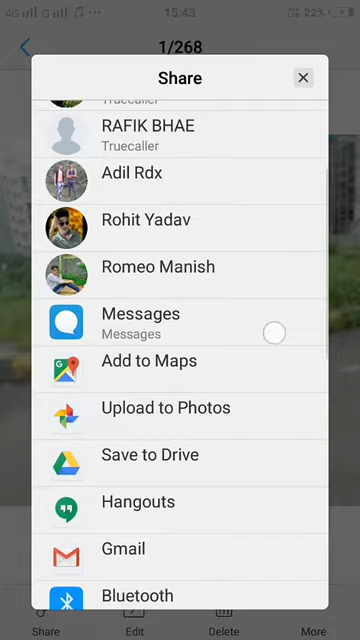 4G G ••• 15:43 22%
1/268
Share
Truecaller
RAFIK BHAE
Truecaller
Adil Rdx
Rohit Yadav
Romeo Manish
Messages
Messages
Add to Maps
Upload to Photos
Save to Drive
Hangouts
Gmail
Bluetooth
Share Edit Delete More